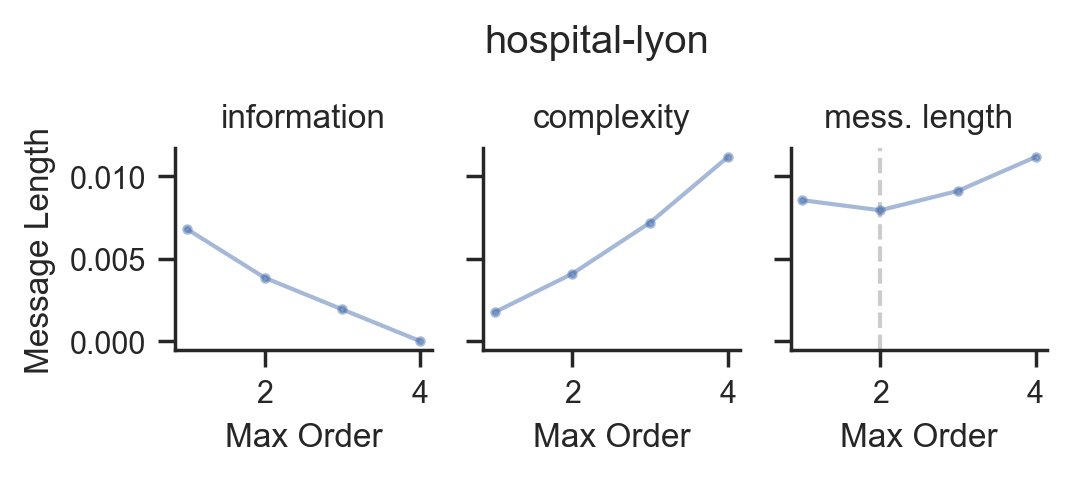 hospital-lyon
information
complexity
mess. length
Message Length
0.010
0.005
0.000
2
4
2
4
2
4
Max Order
Max Order
Max Order